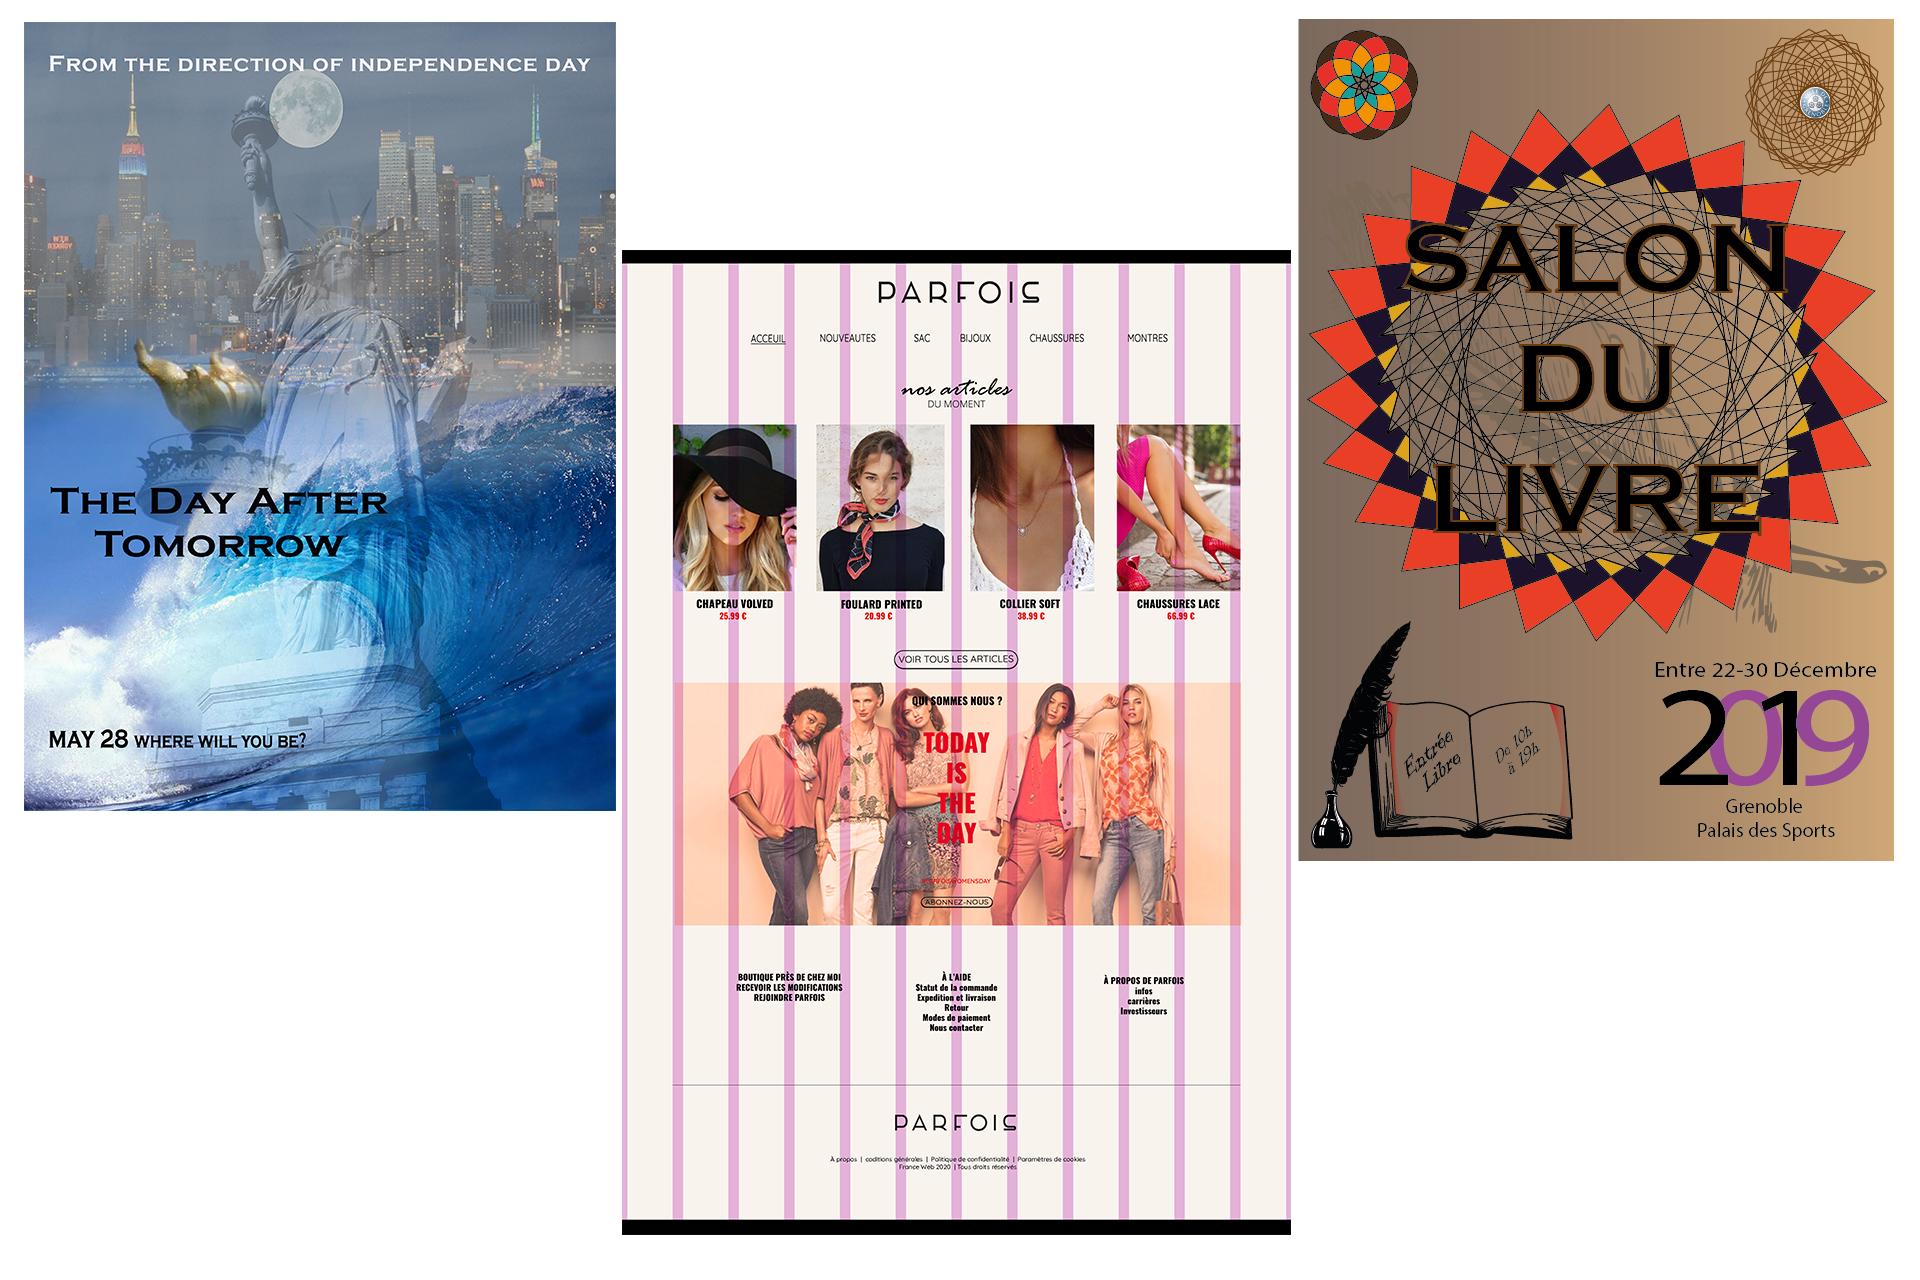 FROM THE DIRECTION OF INDEPENDENCE DAY
THE DAY AFTER
TOMORROW
MAY 28 WHERE WILL YOU BE?
PARFOIS
ACCEUIL NOUVEAUTES SAC BIJOUX CHAUSSURES MONTRES
nos articles
DU MOMENT
CHAPEAU VOLVED FOULARD PRINTED COLLIER SOFT CHAUSSURES LACE
25.99 € 20.99 € 38.99 € 66.99 €
VOIR TOUS LES ARTICLES
QUI SOMMES NOUS ?
TODAY
IS
THE
DAY
ABONNEZ-NOUS
BOUTIQUE PRÈS DE CHEZ MOI
RECEVOIR LES MODIFICATIONS
REJOINDRE PARFOIS
À L'AIDE
Statut de la commande
Expedition et livraison
Retour
Modes de paiement
Nous contacter
À PROPOS DE PARFOIS
infos
carrières
Investisseurs
PARFOIS
À propos | coditions générales | Politique de confidentialité | Paramètres de cookies
France Web 2020 | Tous droits réservés
SALON
DU
LIVRE
Entre 22-30 Décembre
2019
Grenoble
Palais des Sports
Entrée
Libre
De 10h
à 19h